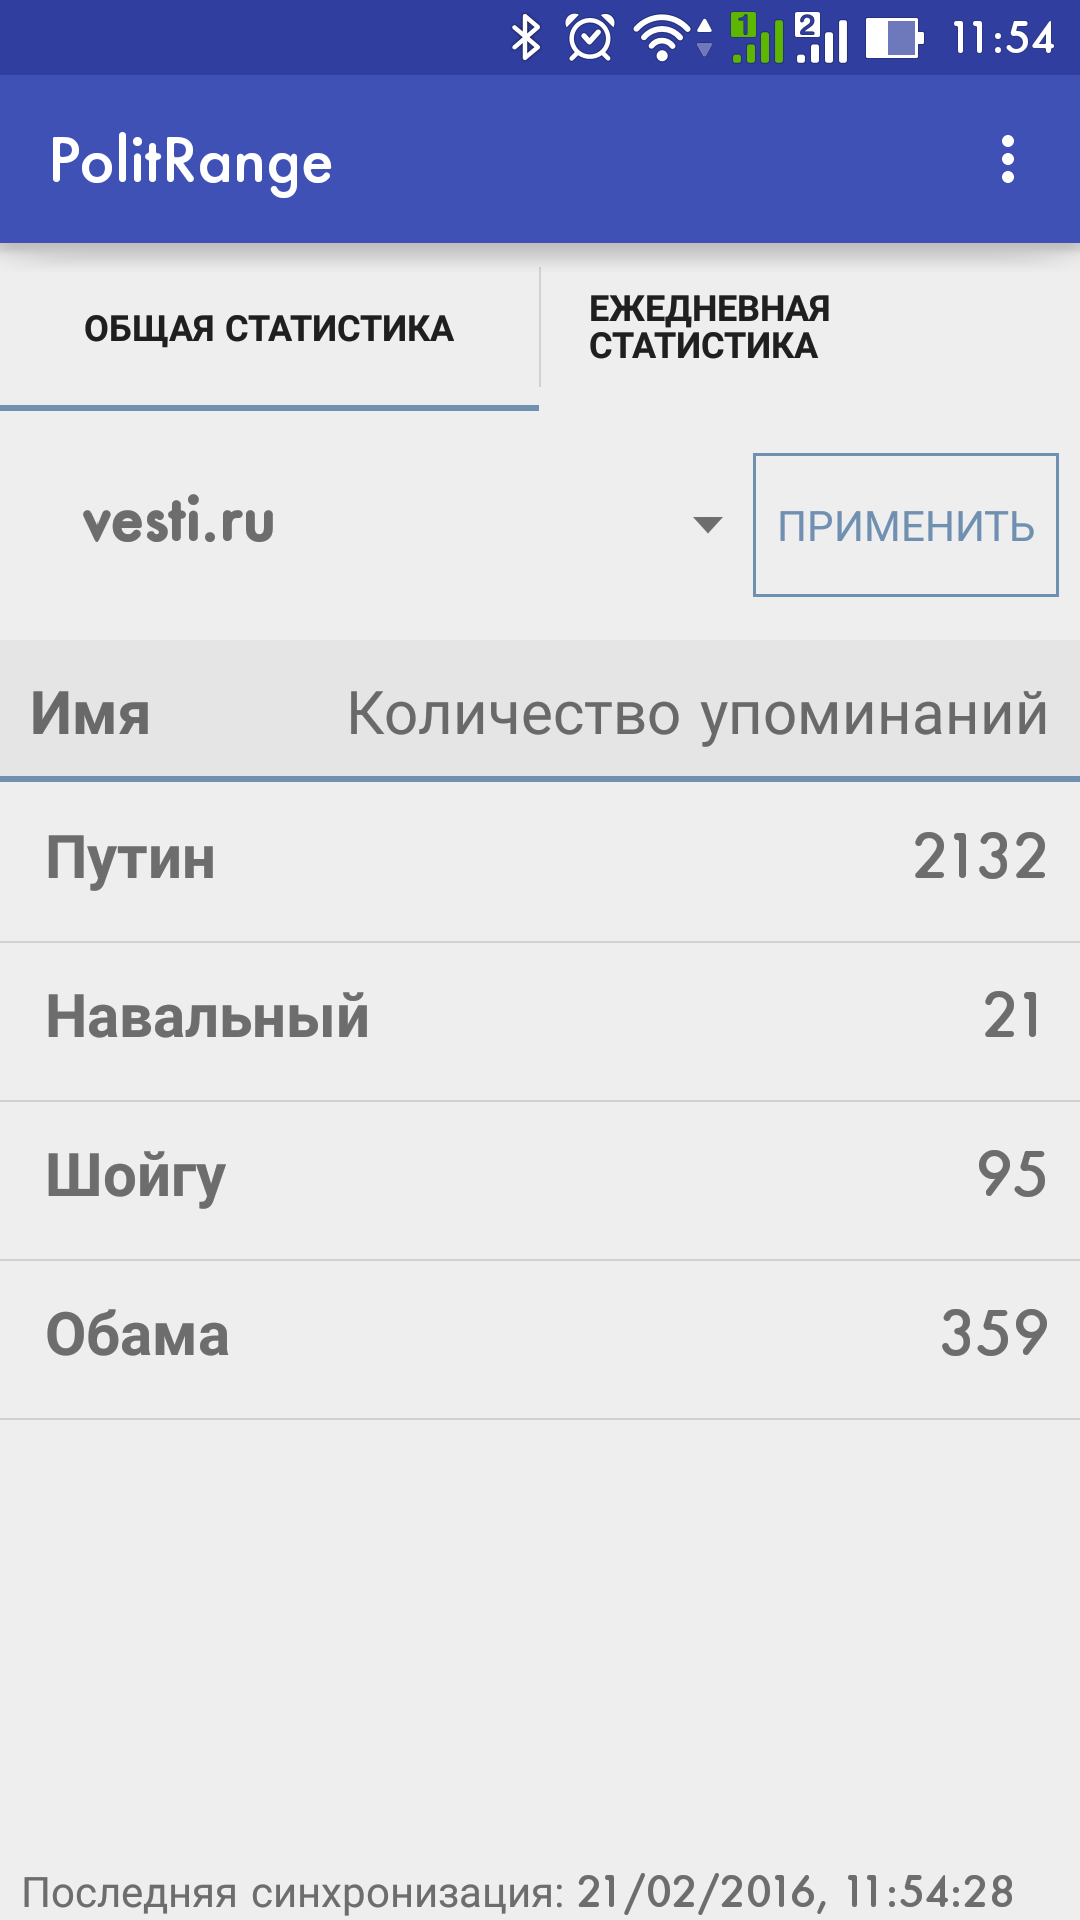 1 2 11:54
PolitRange
ОБЩАЯ СТАТИСТИКА
ЕЖЕДНЕВНАЯ
СТАТИСТИКА
vesti.ru
ПРИМЕНИТЬ
Имя Количество упоминаний
Путин 2132
Навальный 21
Шойгу 95
Обама 359
Последняя синхронизация: 21/02/2016, 11:54:28